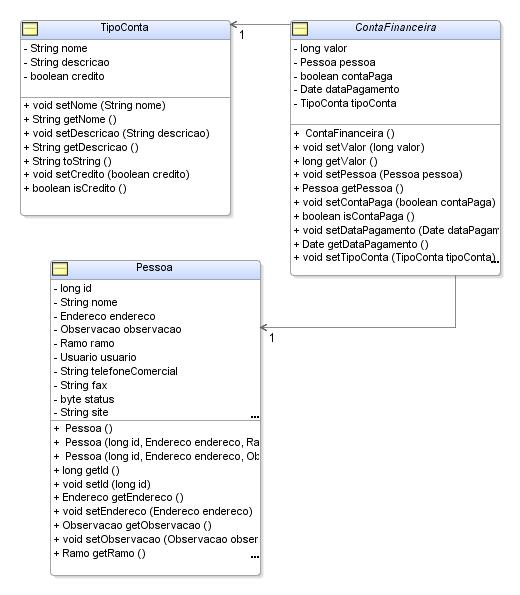 TipoConta
- String nome
- String descricao
- boolean credito
+ void setNome (String nome)
+ String getNome ()
+ void setDescricao (String descricao)
+ String getDescricao ()
+ String toString ()
+ void setCredito (boolean credito)
+ boolean isCredito ()
1
ContaFinanceira
- long valor
- Pessoa pessoa
- boolean contaPaga
- Date dataPagamento
- TipoConta tipoConta
+ ContaFinanceira ()
+ void setValor (long valor)
+ long getValor ()
+ void setPessoa (Pessoa pessoa)
+ Pessoa getPessoa ()
+ void setContaPaga (boolean contaPaga)
+ boolean isContaPaga ()
+ void setDataPagamento (Date dataPagam
+ Date getDataPagamento ()
+ void setTipoConta (TipoConta tipoConta)
...
Pessoa
- long id
- String nome
- Endereco endereco
- Observacao observacao
- Ramo ramo
- Usuario usuario
- String telefoneComercial
- String fax
- byte status
- String site
...
+ Pessoa ()
+ Pessoa (long id, Endereco endereco, Ra
+ Pessoa (long id, Endereco endereco, Ob
+ long getId ()
+ void setId (long id)
+ Endereco getEndereco ()
+ void setEndereco (Endereco endereco)
+ Observacao getObservacao ()
+ void setObservacao (Observacao obser
+ Ramo getRamo ()
...
1